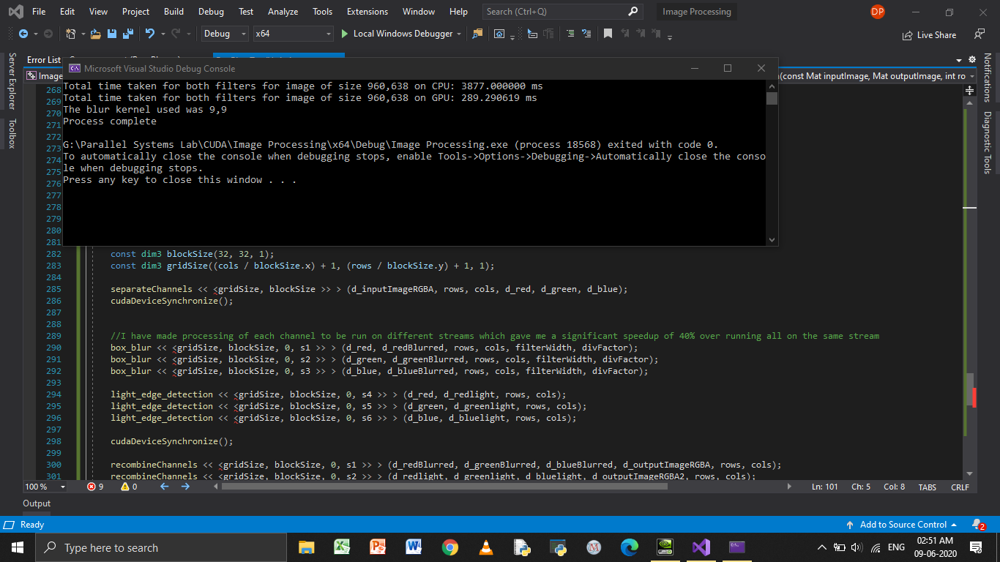 File Edit View Project Build Debug Test Analyze Tools Extensions Window Help Search (Ctrl+Q) Image Processing DP
Debug x64 Local Windows Debugger Live Share
Server Explorer
Toolbox
Notifications
Diagnostic Tools
Error List
Image
(const Mat inputImage, Mat outputImage, int ro
Microsoft Visual Studio Debug Console
Total time taken for both filters for image of size 960,638 on CPU: 3877.000000 ms
Total time taken for both filters for image of size 960,638 on GPU: 289.290619 ms
The blur kernel used was 9,9
Process complete
G:\Parallel Systems Lab\CUDA\Image Processing\x64\Debug\Image Processing.exe (process 18568) exited with code 0.
To automatically close the console when debugging stops, enable Tools->Options->Debugging->Automatically close the conso
le when debugging stops.
Press any key to close this window . . .
268
269
270
271
272
273
274
275
276
277
278
279
280
281
282 const dim3 blockSize(32, 32, 1);
283 const dim3 gridSize((cols / blockSize.x) + 1, (rows / blockSize.y) + 1, 1);
284
285 separateChannels << <gridSize, blockSize >> > (d_inputImageRGBA, rows, cols, d_red, d_green, d_blue);
286 cudaDeviceSynchronize();
287
288
289 //I have made processing of each channel to be run on different streams which gave me a significant speedup of 40% over running all on the same stream
290 box_blur << <gridSize, blockSize, 0, s1 >> > (d_red, d_redBlurred, rows, cols, filterWidth, divFactor);
291 box_blur << <gridSize, blockSize, 0, s2 >> > (d_green, d_greenBlurred, rows, cols, filterWidth, divFactor);
292 box_blur << <gridSize, blockSize, 0, s3 >> > (d_blue, d_blueBlurred, rows, cols, filterWidth, divFactor);
293
294 light_edge_detection << <gridSize, blockSize, 0, s4 >> > (d_red, d_redlight, rows, cols);
295 light_edge_detection << <gridSize, blockSize, 0, s5 >> > (d_green, d_greenlight, rows, cols);
296 light_edge_detection << <gridSize, blockSize, 0, s6 >> > (d_blue, d_bluelight, rows, cols);
297
298 cudaDeviceSynchronize();
299
300 recombineChannels << <gridSize, blockSize, 0, s1 >> > (d_redBlurred, d_greenBlurred, d_blueBlurred, d_outputImageRGBA, rows, cols);
301 recombineChannels << <gridSize, blockSize, 0, s2 >> > (d_redlight, d_greenlight, d_bluelight, d_outputImageRGBA2, rows, cols);
100 % 9 0 Ln: 101 Ch: 5 Col: 8 TABS CRLF
Output
Ready Add to Source Control 2
Type here to search ENG 02:51 AM
09-06-2020